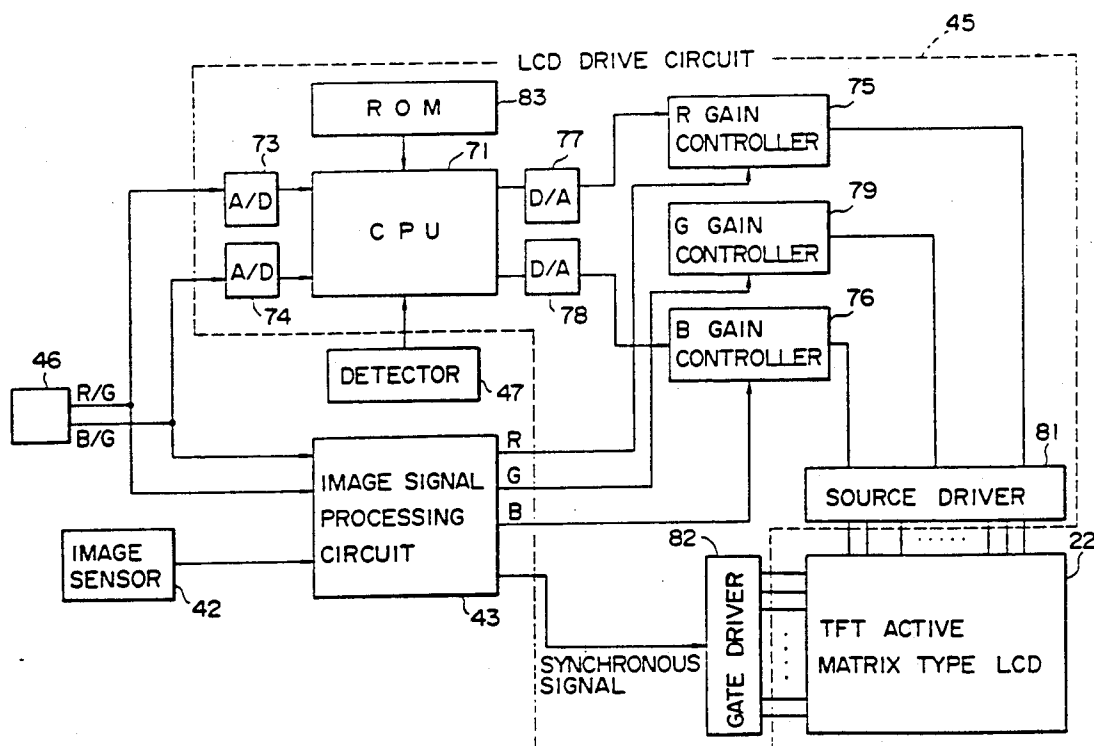 45
LCD DRIVE CIRCUIT
ROM
83
75
R GAIN
CONTROLLER
73
A/D
71
CPU
77
D/A
79
G GAIN
CONTROLLER
A/D
74
D/A
78
76
B GAIN
CONTROLLER
46
R/G
B/G
DETECTOR
47
R
G
B
IMAGE SIGNAL
PROCESSING
CIRCUIT
43
81
SOURCE DRIVER
IMAGE
SENSOR
42
82
GATE DRIVER
22
TFT ACTIVE
MATRIX TYPE LCD
SYNCHRONOUS
SIGNAL